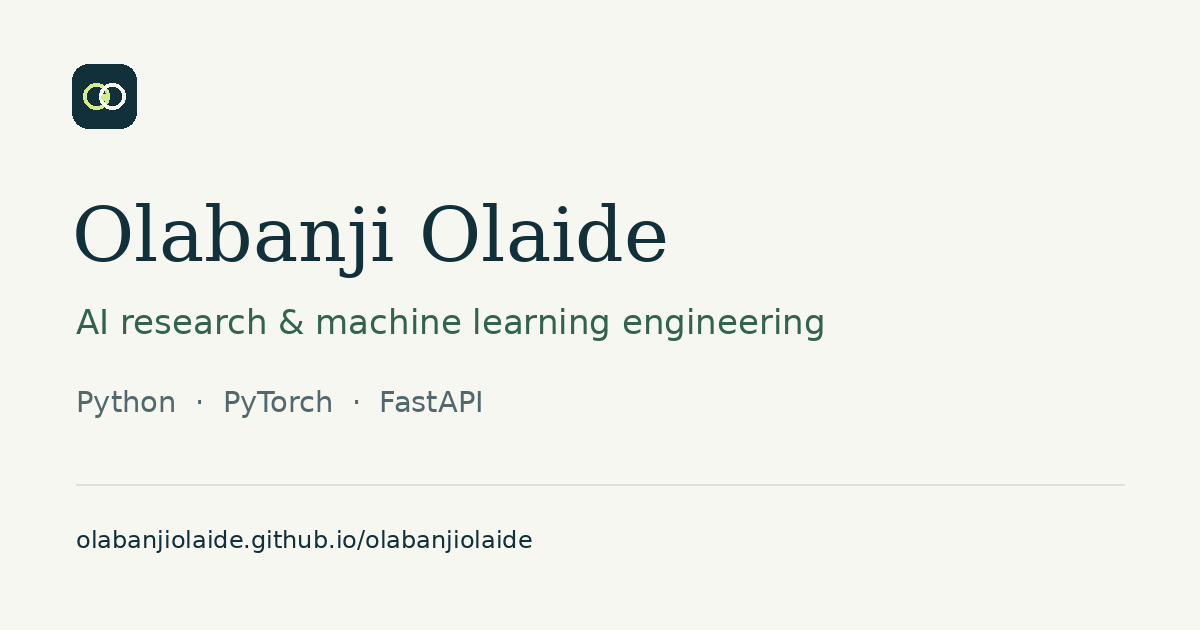 Olabanji Olaide
AI research & machine learning engineering
Python · PyTorch · FastAPI
olabanjiolaide.github.io/olabanjiolaide